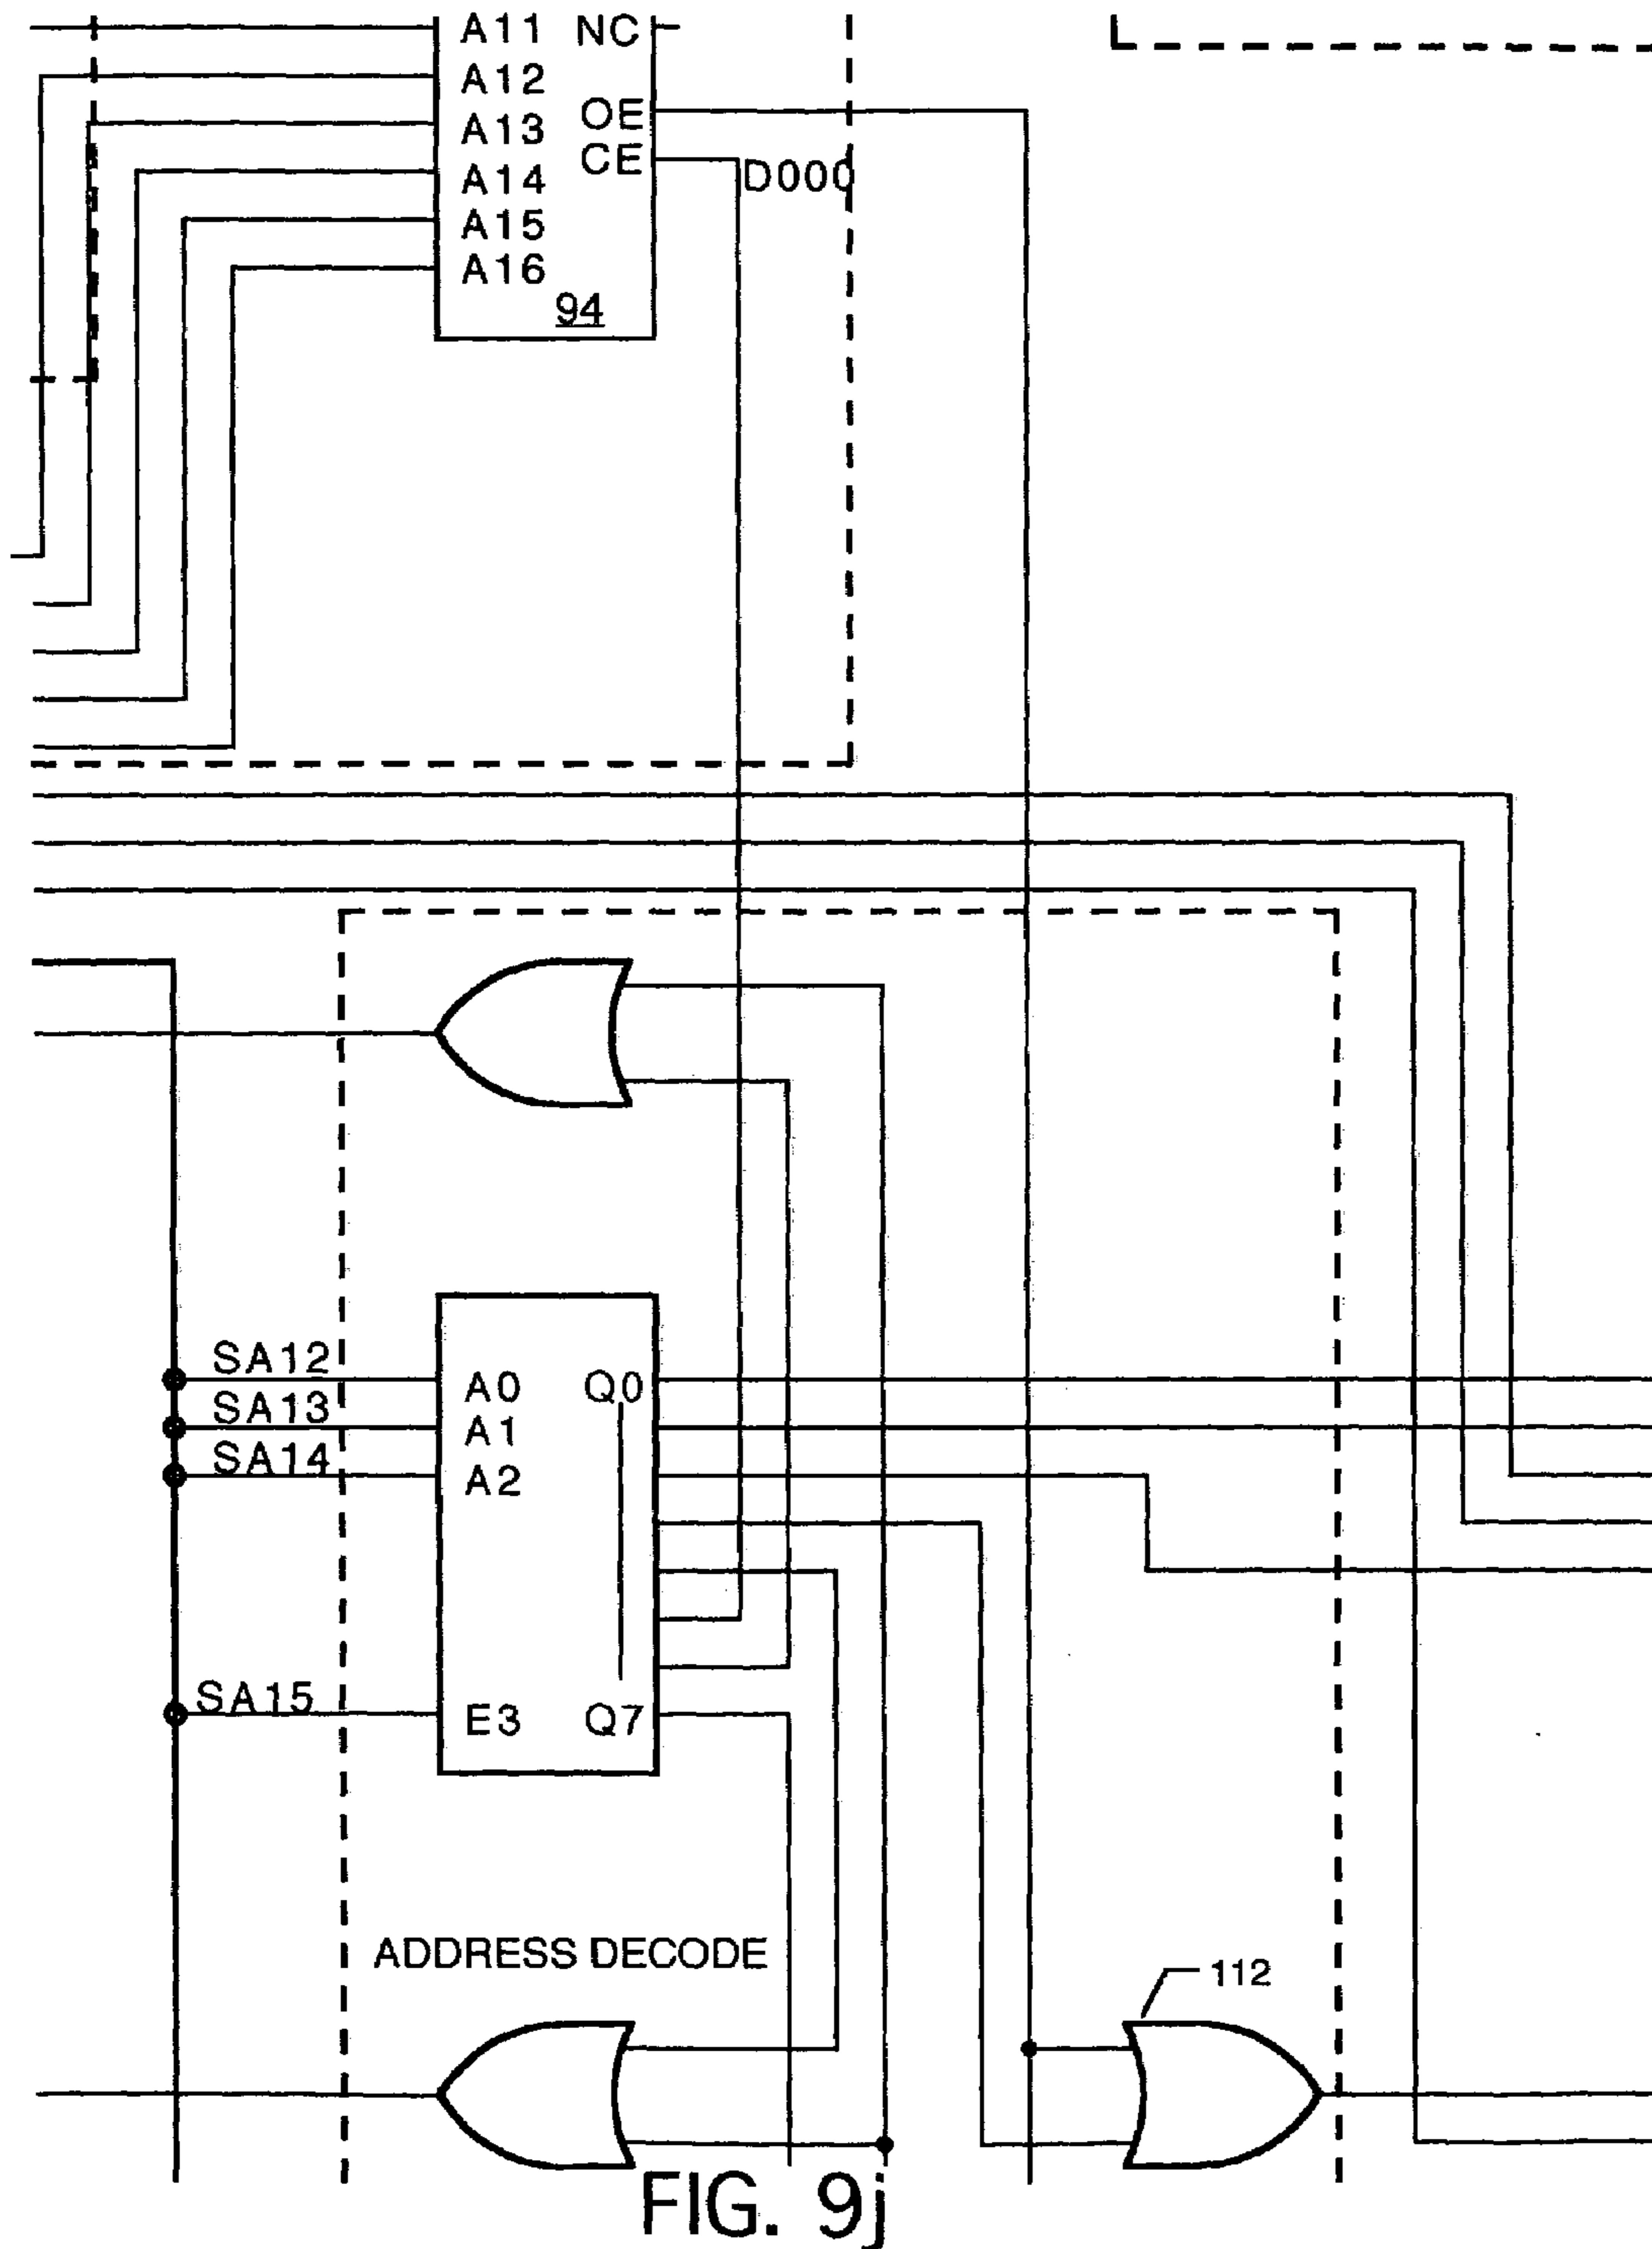 A11 NC
A12
OE
A13
CE
A14
D000
A15
A16
94
SA12
A0 Q0
SA13
A1
SA14
A2
SA15
E3 Q7
ADDRESS DECODE
112
FIG. 9j